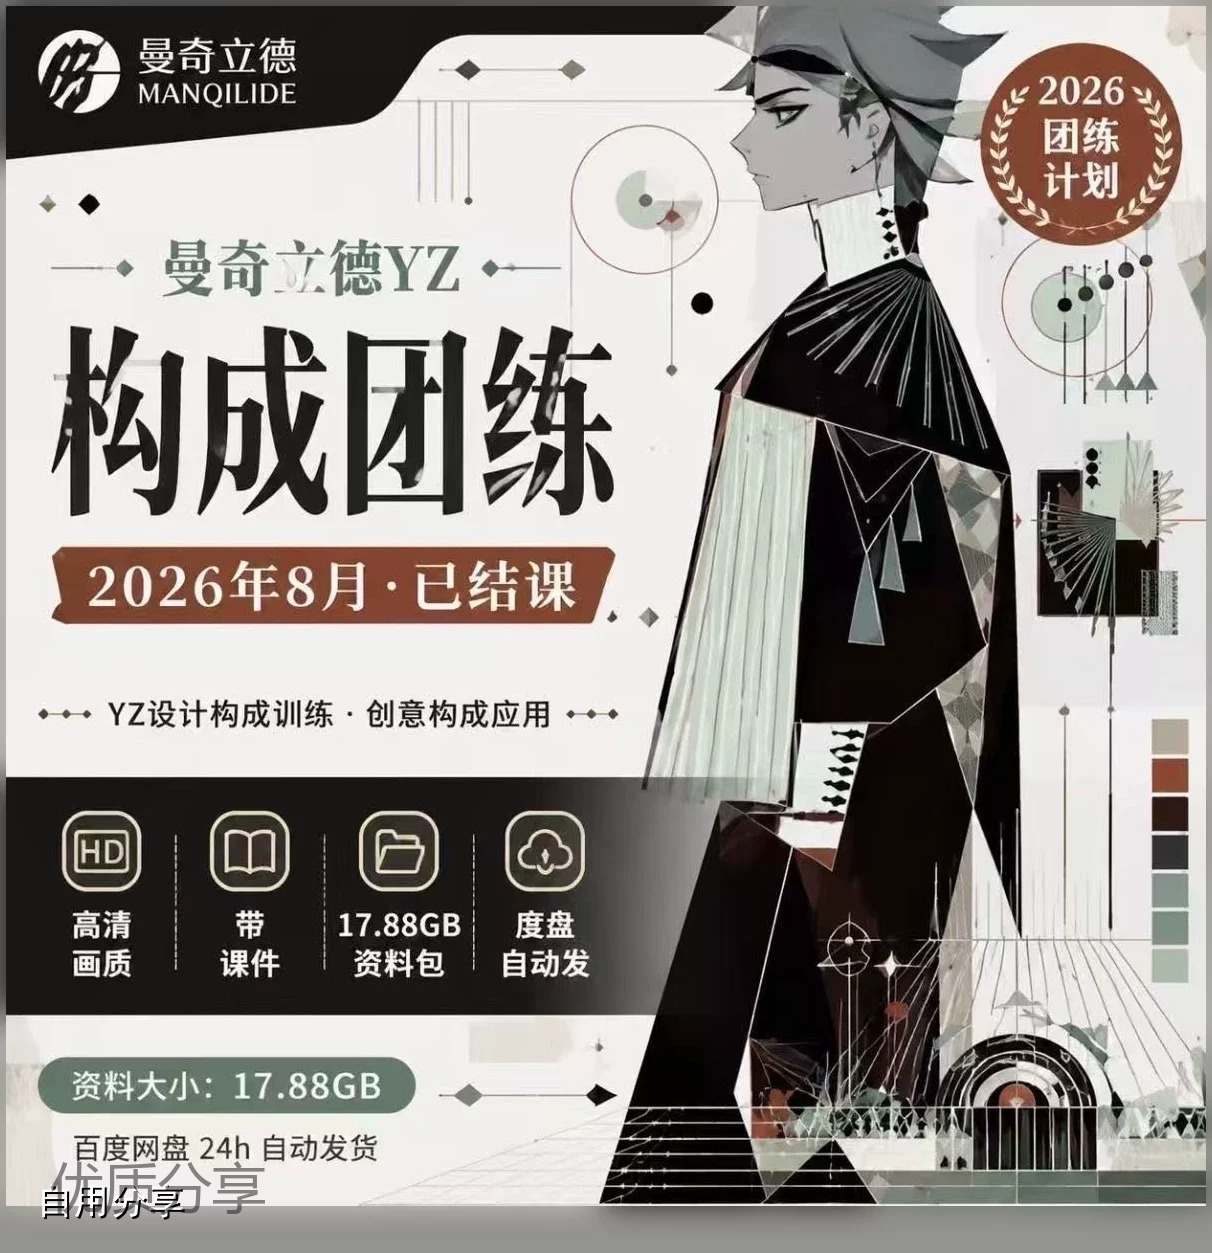 曼奇立德
MANQILIDE
2026
团练
计划
曼奇立德YZ
构成团练
2026年8月·已结课
YZ设计构成训练 · 创意构成应用
HD
高清
画质
带
课件
17.88GB
资料包
度盘
自动发
资料大小：17.88GB
百度网盘 24h 自动发货
优质分享
自用分享